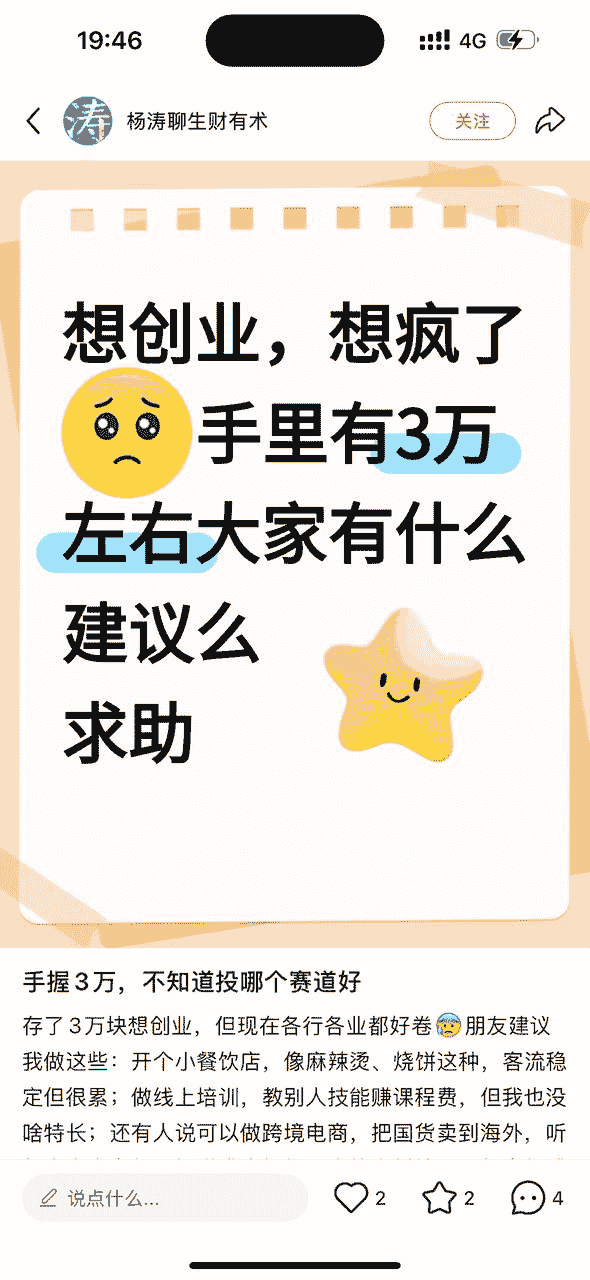 19:46
4G
杨涛聊生财有术
关注
想创业，想疯了
手里有3万
左右大家有什么
建议么
求助
手握3万，不知道投哪个赛道好
存了3万块想创业，但现在各行各业都好卷😰朋友建议
我做这些：开个小餐饮店，像麻辣烫、烧饼这种，客流稳
定但很累；做线上培训，教别人技能赚课程费，但我也没
啥特长；还有人说可以做跨境电商，把国货卖到海外，听
说点什么...
2
2
4